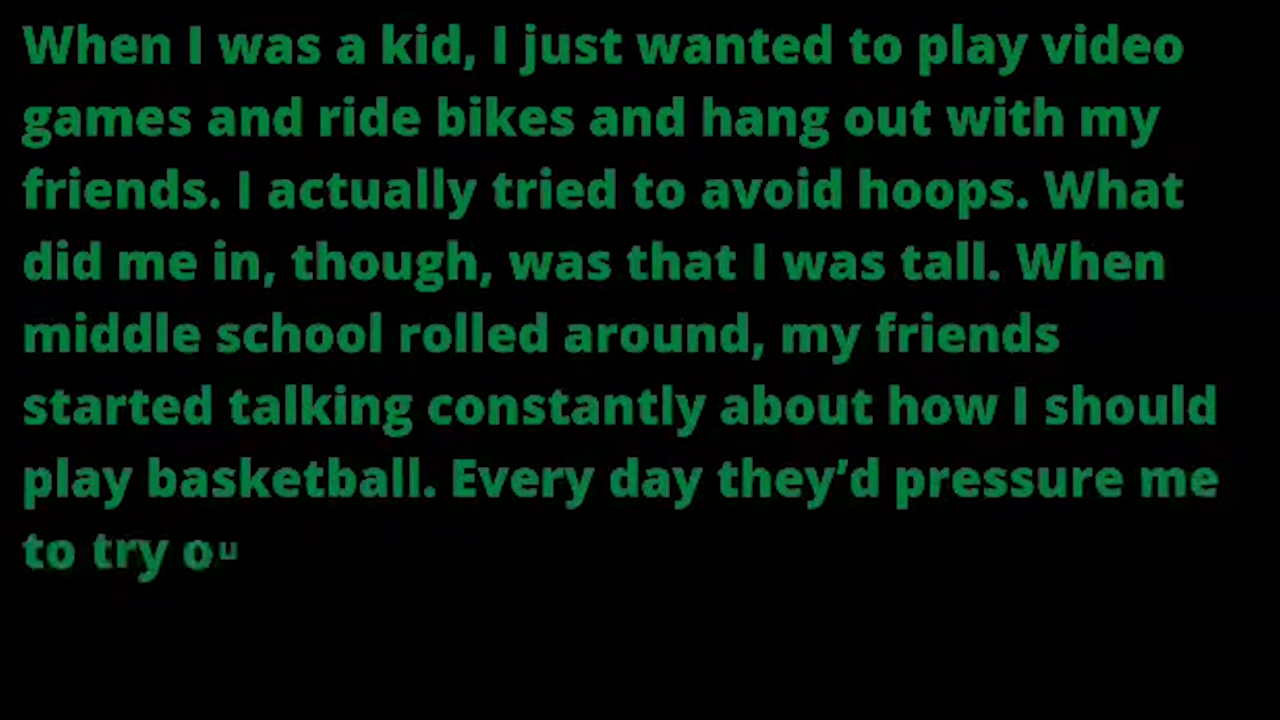 When I was a kid, I just wanted to play video
games and ride bikes and hang out with my
friends. I actually tried to avoid hoops. What
did me in, though, was that I was tall. When
middle school rolled around, my friends
started talking constantly about how I should
play basketball. Every day they’d pressure me
to try ou